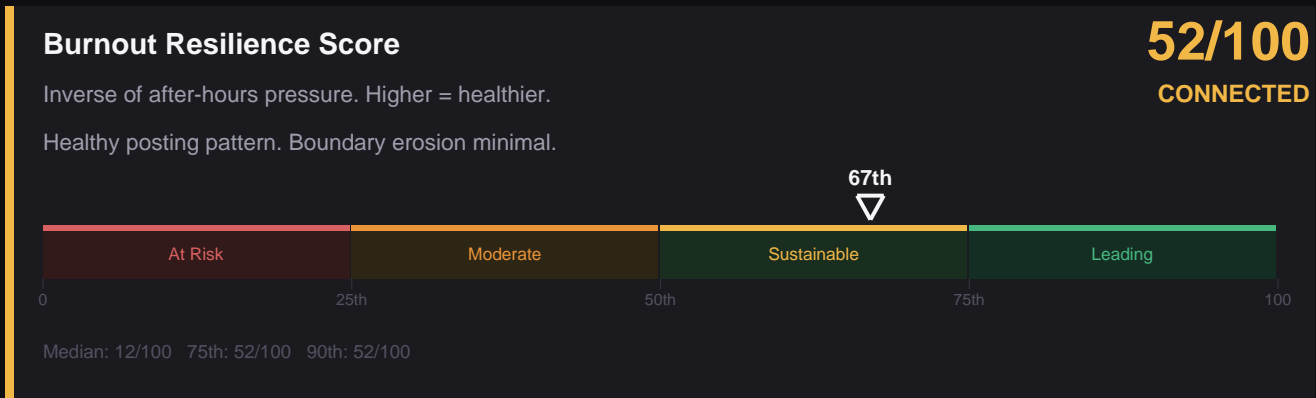 Burnout Resilience Score
52/100
Inverse of after-hours pressure. Higher = healthier.
CONNECTED
Healthy posting pattern. Boundary erosion minimal.
67th
At Risk Moderate Sustainable Leading
0 25th 50th 75th 100
Median: 12/100 75th: 52/100 90th: 52/100